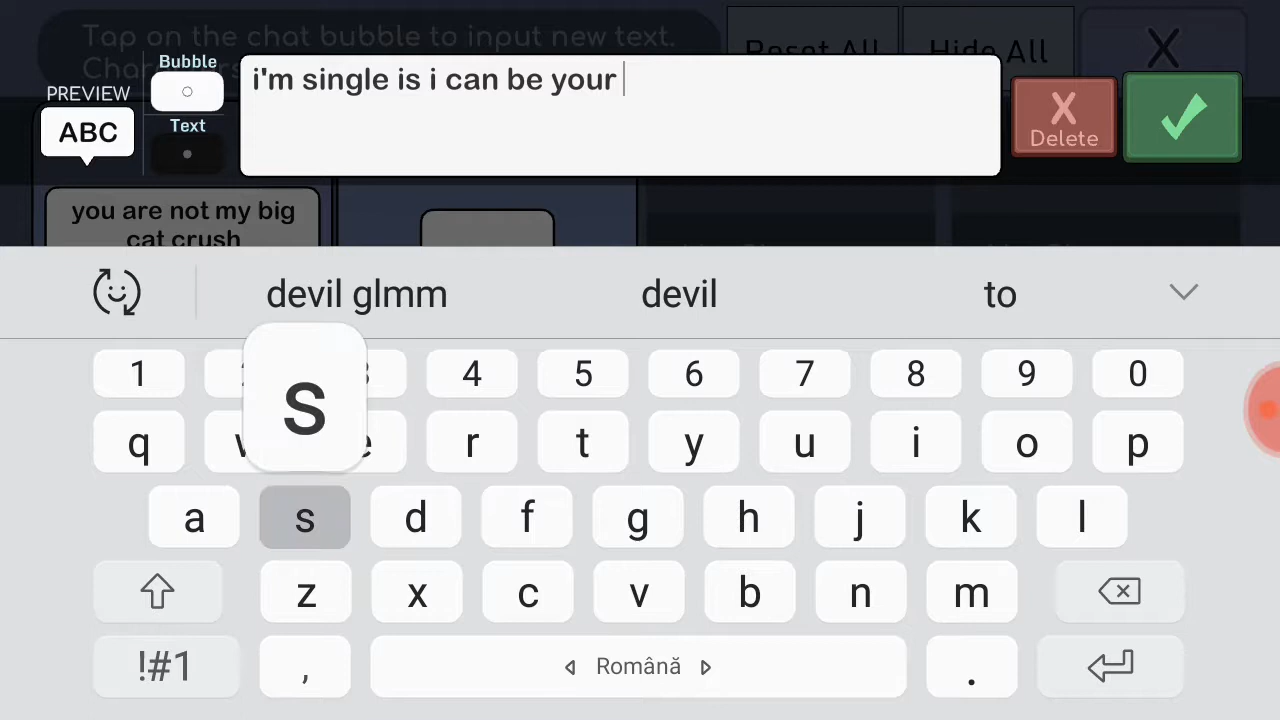 Tap on the chat bubble to input new text.
Reset All
Hide All
X
Bubble
PREVIEW
ABC
Text
i'm single is i can be your
X
Delete
you are not my big
cat crush
devil glmm
devil
to
s
1 4 5 6 7 8 9 0
q r t y u i o p
a s d f g h j k l
z x c v b n m
!#1 , Română .